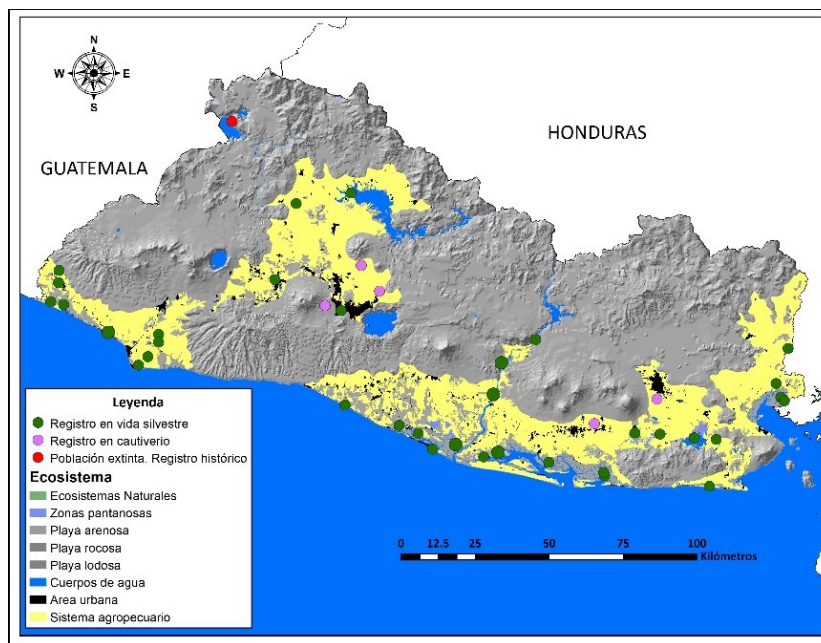 N
W E
S
HONDURAS
GUATEMALA
Leyenda
Registro en vida silvestre
Registro en cautiverio
Población extinta. Registro histórico
Ecosistema
Ecosistemas Naturales
Zonas pantanosas
Playa arenosa
Playa rocosa
Playa lodosa
Cuerpos de agua
Area urbana
Sistema agropecuario
0 12.5 25 50 75 100
Kilómetros